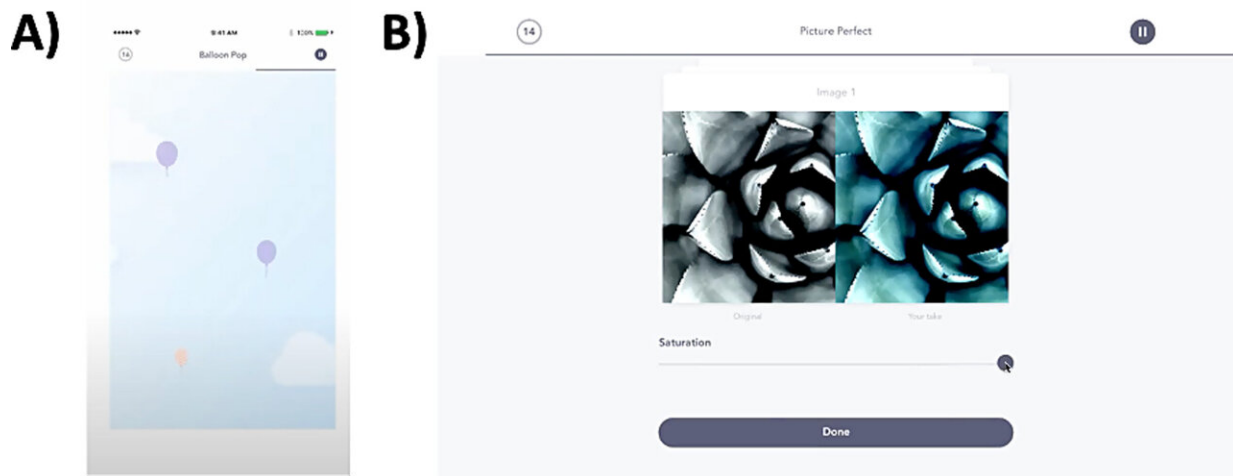 A)
9:41 AM 100%
14 Balloon Pop
B)
14 Picture Perfect
Image 1
Original Your take
Saturation
Done